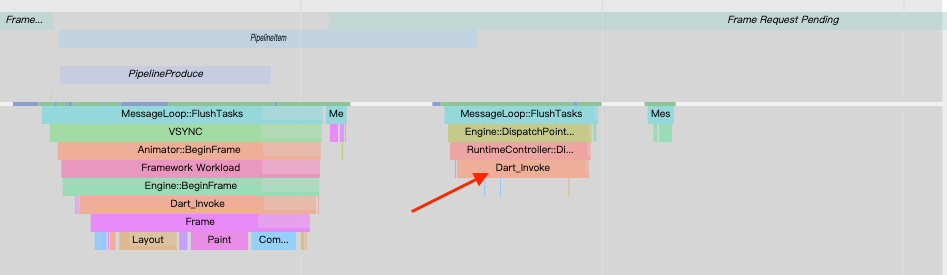 Frame...
Frame Request Pending
PipelineItem
PipelineProduce
MessageLoop::FlushTasks
Me
MessageLoop::FlushTasks
Mes
VSYNC
Engine::DispatchPoint...
Animator::BeginFrame
RuntimeController::Di...
Framework Workload
Dart_Invoke
Engine::BeginFrame
Dart_Invoke
Frame
Layout
Paint
Com...